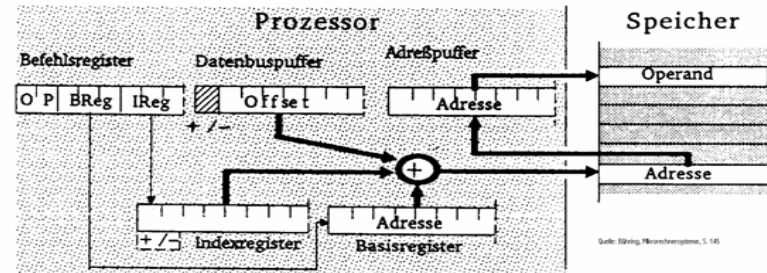 Prozessor
Speicher
Befehlsregister
Datenbuspuffer
Adreßpuffer
Operand
O P BReg IReg
Offset
Adresse
+ / -
+
Adresse
Adresse
+ / -
Indexregister
Basisregister
Quelle: Bähring, Mikrorechnersysteme, S. 145